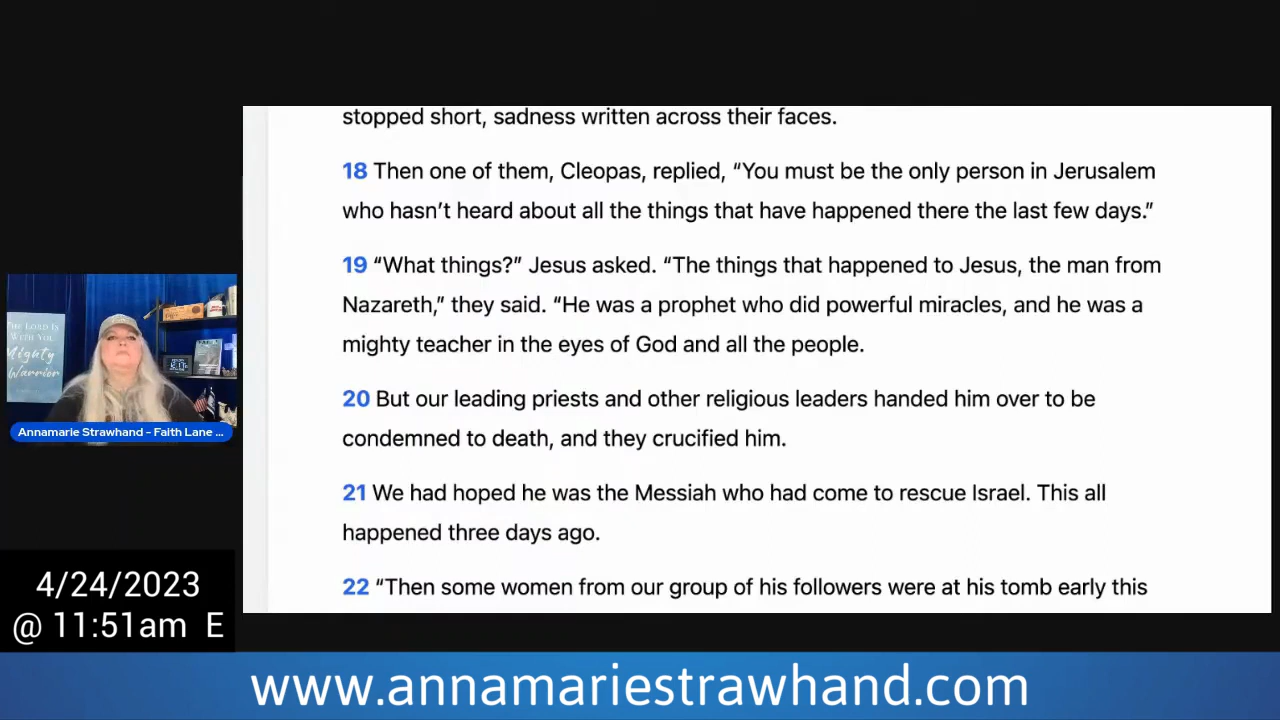 stopped short, sadness written across their faces.
18 Then one of them, Cleopas, replied, “You must be the only person in Jerusalem
who hasn’t heard about all the things that have happened there the last few days.”
19 “What things?” Jesus asked. “The things that happened to Jesus, the man from
Nazareth,” they said. “He was a prophet who did powerful miracles, and he was a
mighty teacher in the eyes of God and all the people.
20 But our leading priests and other religious leaders handed him over to be
condemned to death, and they crucified him.
21 We had hoped he was the Messiah who had come to rescue Israel. This all
happened three days ago.
22 “Then some women from our group of his followers were at his tomb early this
The Lord Is
With You
Mighty
Warrior
Annamarie Strawhand - Faith Lane ...
4/24/2023
@ 11:51am E
www.annamariestrawhand.com